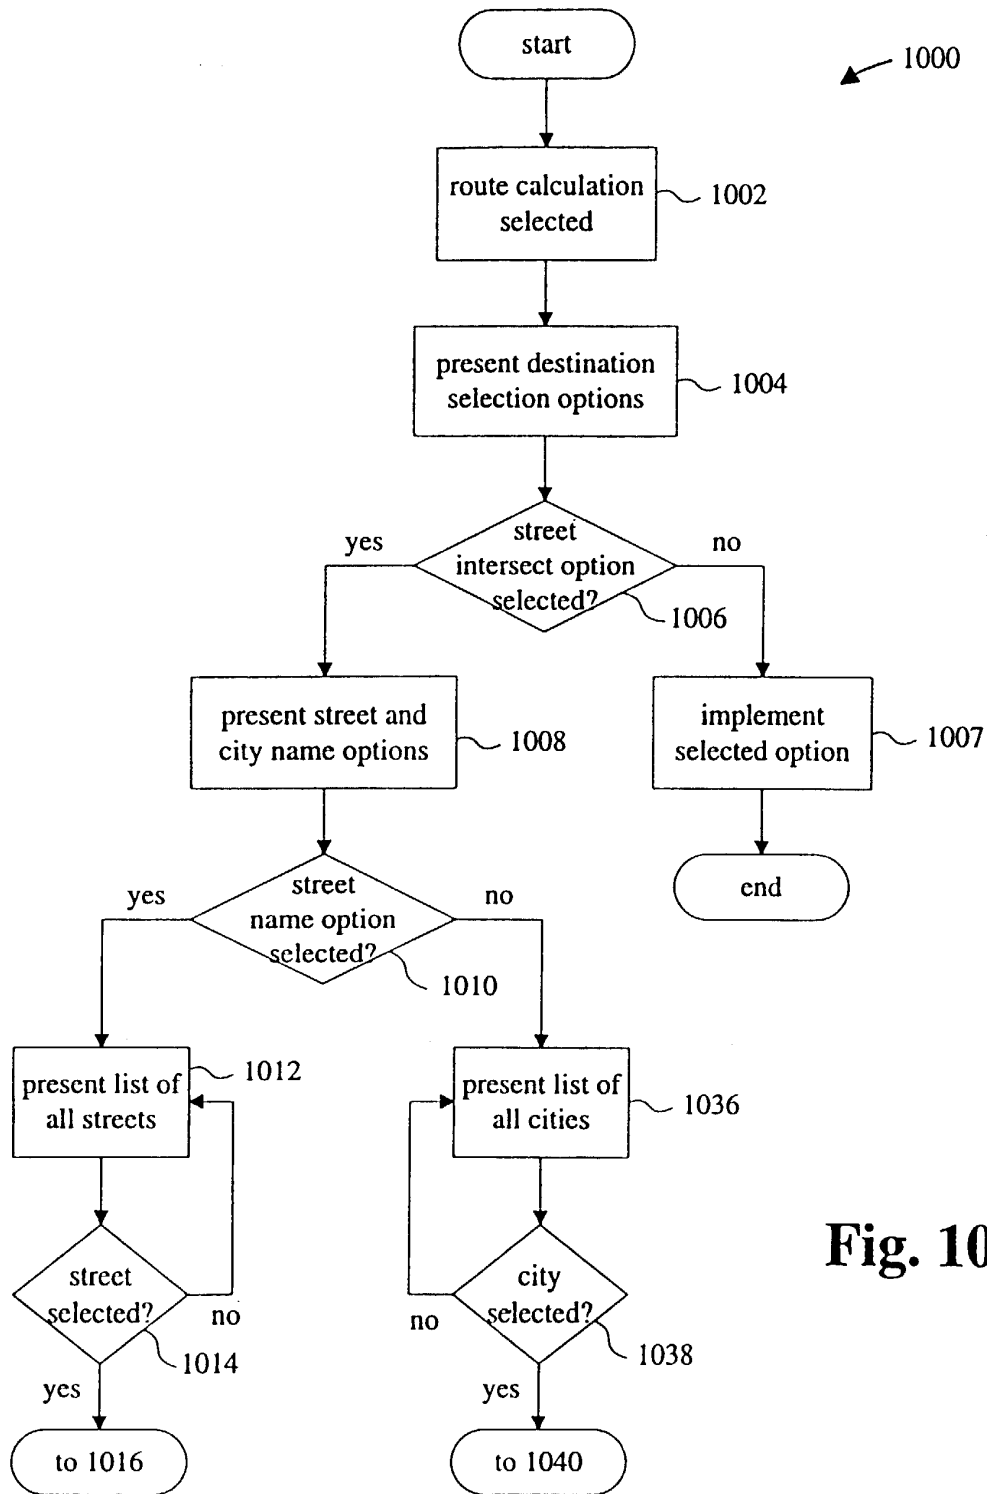 start
1000
route calculation
selected
1002
present destination
selection options
1004
street
intersect option
selected?
yes
no
1006
present street and
city name options
1008
implement
selected option
1007
end
street
name option
selected?
yes
no
1010
present list of
all streets
1012
present list of
all cities
1036
street
selected?
no
1014
yes
city
selected?
no
1038
yes
to 1016
to 1040
Fig. 10